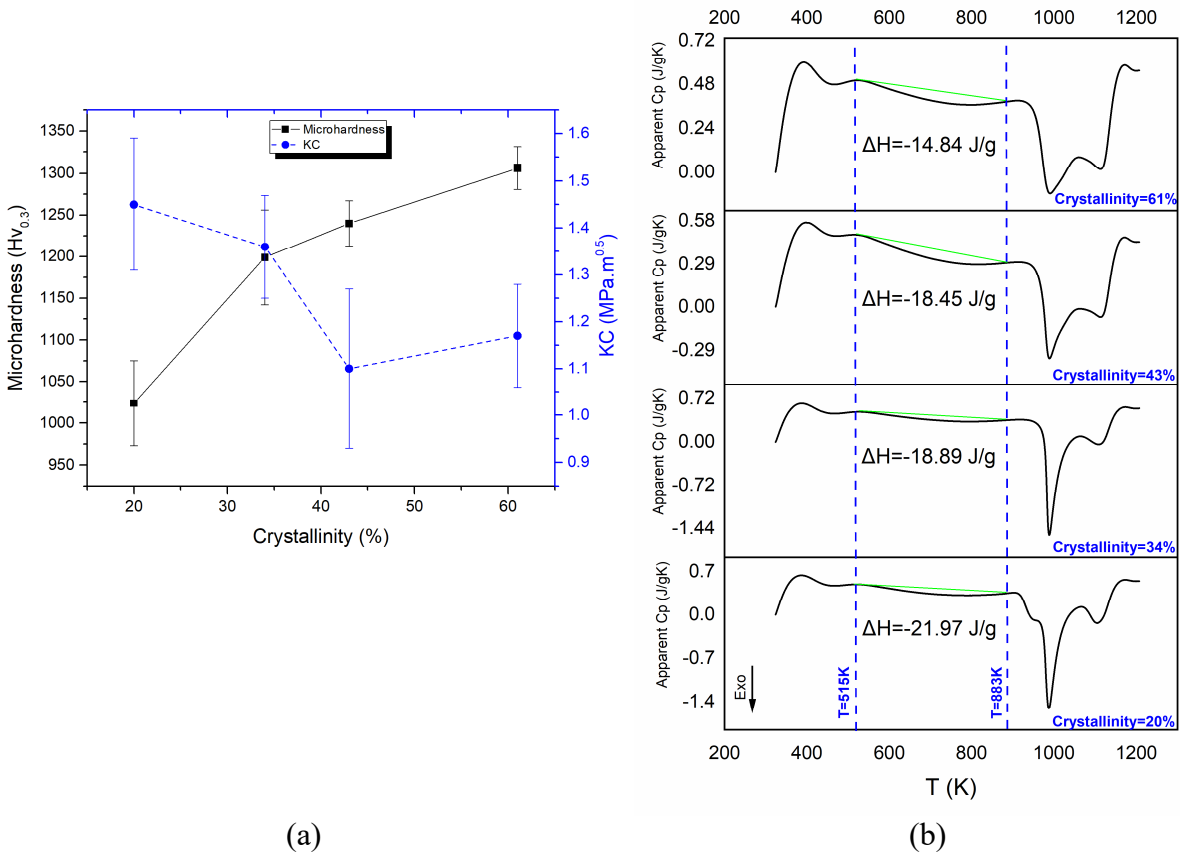 1350
1300
1250
1200
1150
1100
1050
1000
950
Microhardness (Hv0.3)
Microhardness
KC
1.6
1.5
1.4
1.3
1.2
1.1
1.0
0.9
KC (MPa.m0.5)
20 30 40 50 60
Crystallinity (%)
(a)
200 400 600 800 1000 1200
0.72
0.48
0.24
0.00
Apparent Cp (J/gK)
ΔH=-14.84 J/g
Crystallinity=61%
0.58
0.29
0.00
-0.29
Apparent Cp (J/gK)
ΔH=-18.45 J/g
Crystallinity=43%
0.72
0.00
-0.72
-1.44
Apparent Cp (J/gK)
ΔH=-18.89 J/g
Crystallinity=34%
0.7
0.0
-0.7
-1.4
Apparent Cp (J/gK)
ΔH=-21.97 J/g
Exo
T=515K
T=883K
Crystallinity=20%
200 400 600 800 1000 1200
T (K)
(b)